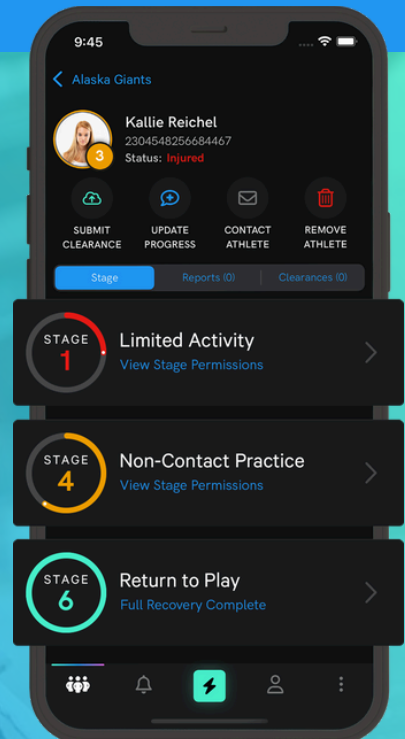 9:45
Alaska Giants
Kallie Reichel
2304548256684467
Status: Injured
3
SUBMIT CLEARANCE
UPDATE PROGRESS
CONTACT ATHLETE
REMOVE ATHLETE
Stage
Reports (0)
Clearances (0)
STAGE
1
Limited Activity
View Stage Permissions
STAGE
4
Non-Contact Practice
View Stage Permissions
STAGE
6
Return to Play
Full Recovery Complete